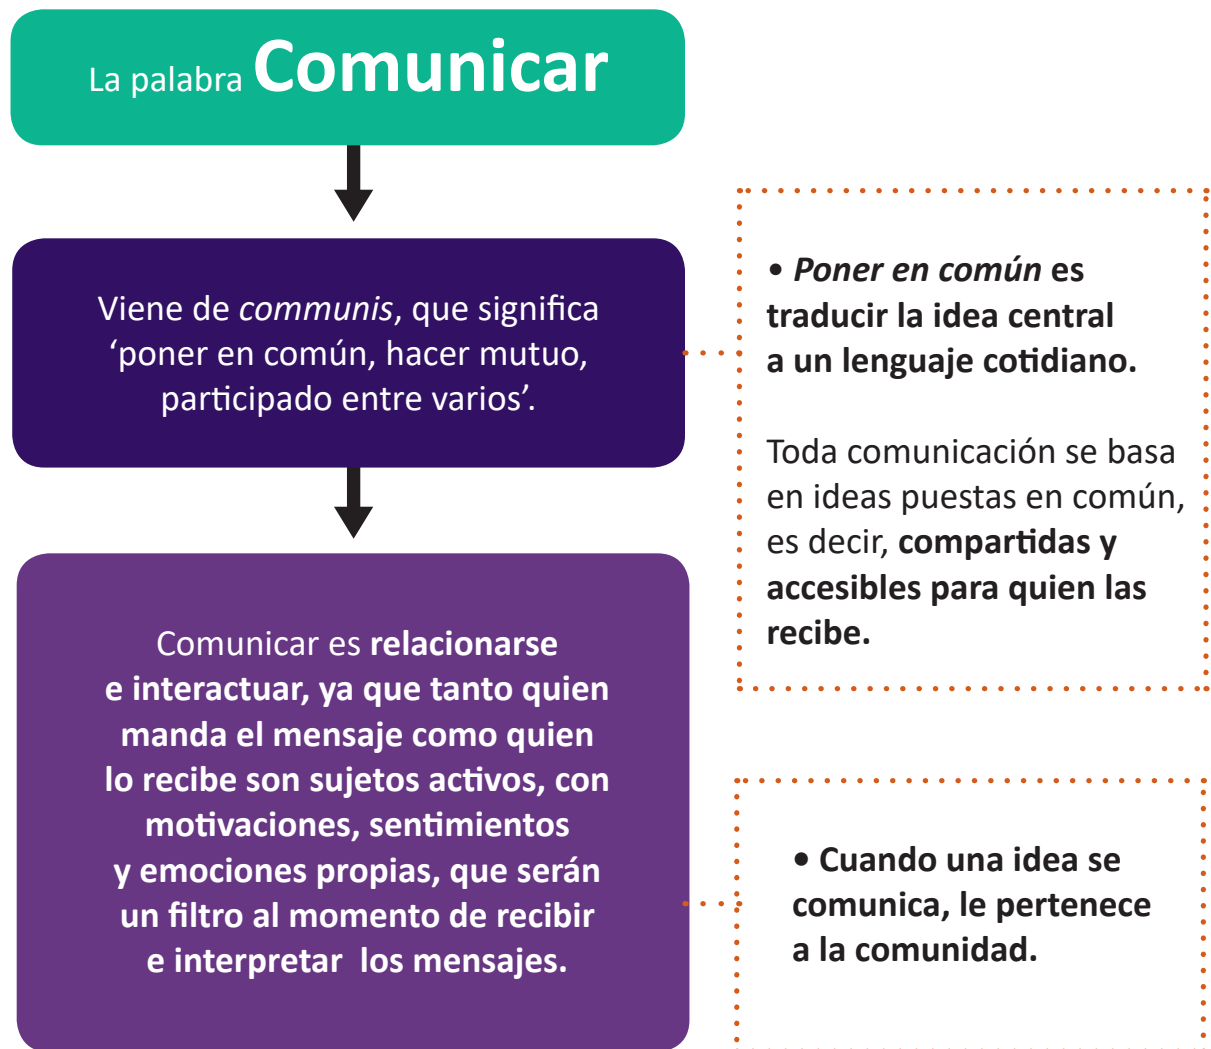 La palabra Comunicar
Viene de communis, que significa
‘poner en común, hacer mutuo,
participado entre varios’.
• Poner en común es
traducir la idea central
a un lenguaje cotidiano.
Toda comunicación se basa
en ideas puestas en común,
es decir, compartidas y
accesibles para quien las
recibe.
Comunicar es relacionarse
e interactuar, ya que tanto quien
manda el mensaje como quien
lo recibe son sujetos activos, con
motivaciones, sentimientos
y emociones propias, que serán
un filtro al momento de recibir
e interpretar los mensajes.
• Cuando una idea se
comunica, le pertenece
a la comunidad.